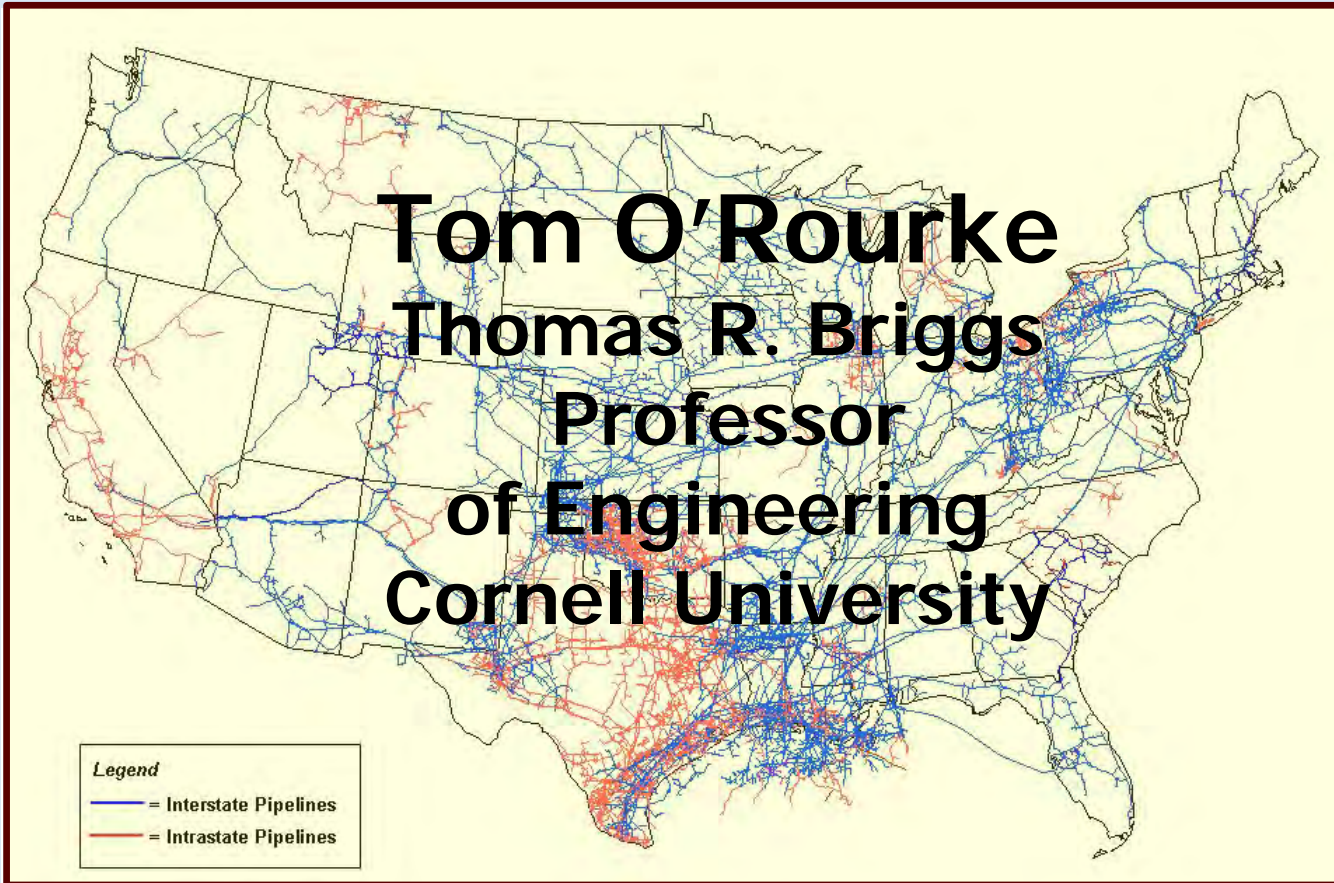 Tom O'Rourke
Thomas R. Briggs
Professor
of Engineering
Cornell University
Legend
= Interstate Pipelines
= Intrastate Pipelines